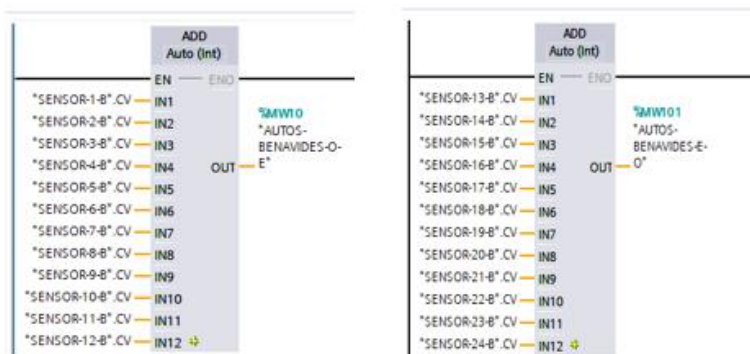 ADD
Auto (Int)
EN
ENO
"SENSOR-1-B".CV
IN1
"SENSOR-2-B".CV
IN2
"SENSOR-3-B".CV
IN3
"SENSOR-4-B".CV
IN4
"SENSOR-5-B".CV
IN5
"SENSOR-6-B".CV
IN6
"SENSOR-7-B".CV
IN7
"SENSOR-8-B".CV
IN8
"SENSOR-9-B".CV
IN9
"SENSOR-10-B".CV
IN10
"SENSOR-11-B".CV
IN11
"SENSOR-12-B".CV
IN12
OUT
%MW10
"AUTOS-
BENAVIDES-O-
E"
ADD
Auto (Int)
EN
ENO
"SENSOR-13-B".CV
IN1
"SENSOR-14-B".CV
IN2
"SENSOR-15-B".CV
IN3
"SENSOR-16-B".CV
IN4
"SENSOR-17-B".CV
IN5
"SENSOR-18-B".CV
IN6
"SENSOR-19-B".CV
IN7
"SENSOR-20-B".CV
IN8
"SENSOR-21-B".CV
IN9
"SENSOR-22-B".CV
IN10
"SENSOR-23-B".CV
IN11
"SENSOR-24-B".CV
IN12
OUT
%MW101
"AUTOS-
BENAVIDES-E-
O"